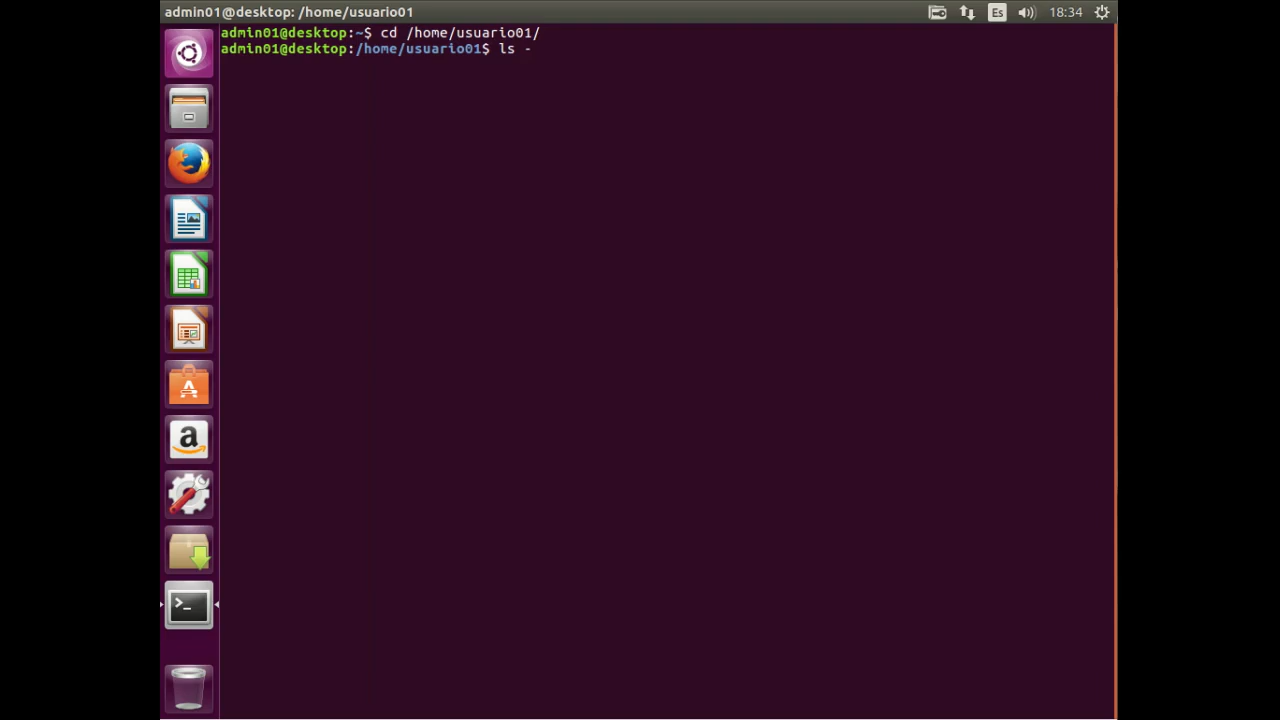 admin01@desktop: /home/usuario01
Es
18:34
admin01@desktop:~$ cd /home/usuario01/
admin01@desktop:/home/usuario01$ ls -
A
a
>_